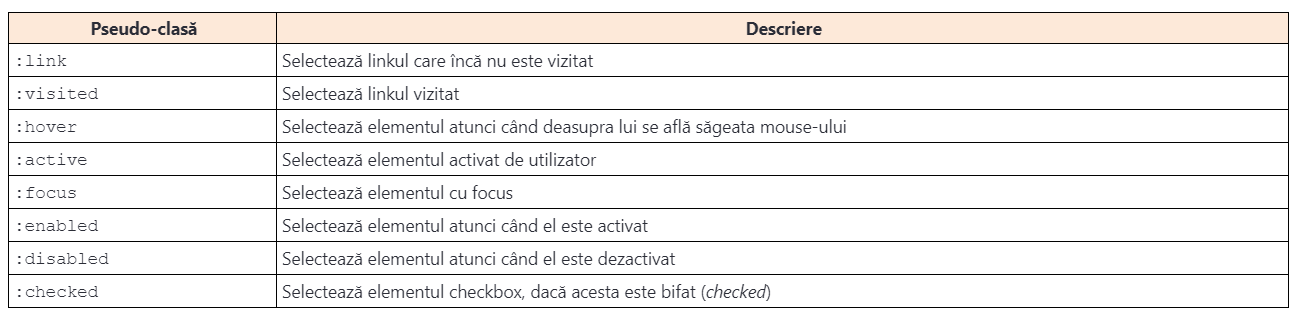 Pseudo-clasă Descriere
:link Selectează linkul care încă nu este vizitat
:visited Selectează linkul vizitat
:hover Selectează elementul atunci când deasupra lui se află săgeata mouse-ului
:active Selectează elementul activat de utilizator
:focus Selectează elementul cu focus
:enabled Selectează elementul atunci când el este activat
:disabled Selectează elementul atunci când el este dezactivat
:checked Selectează elementul checkbox, dacă acesta este bifat (checked)